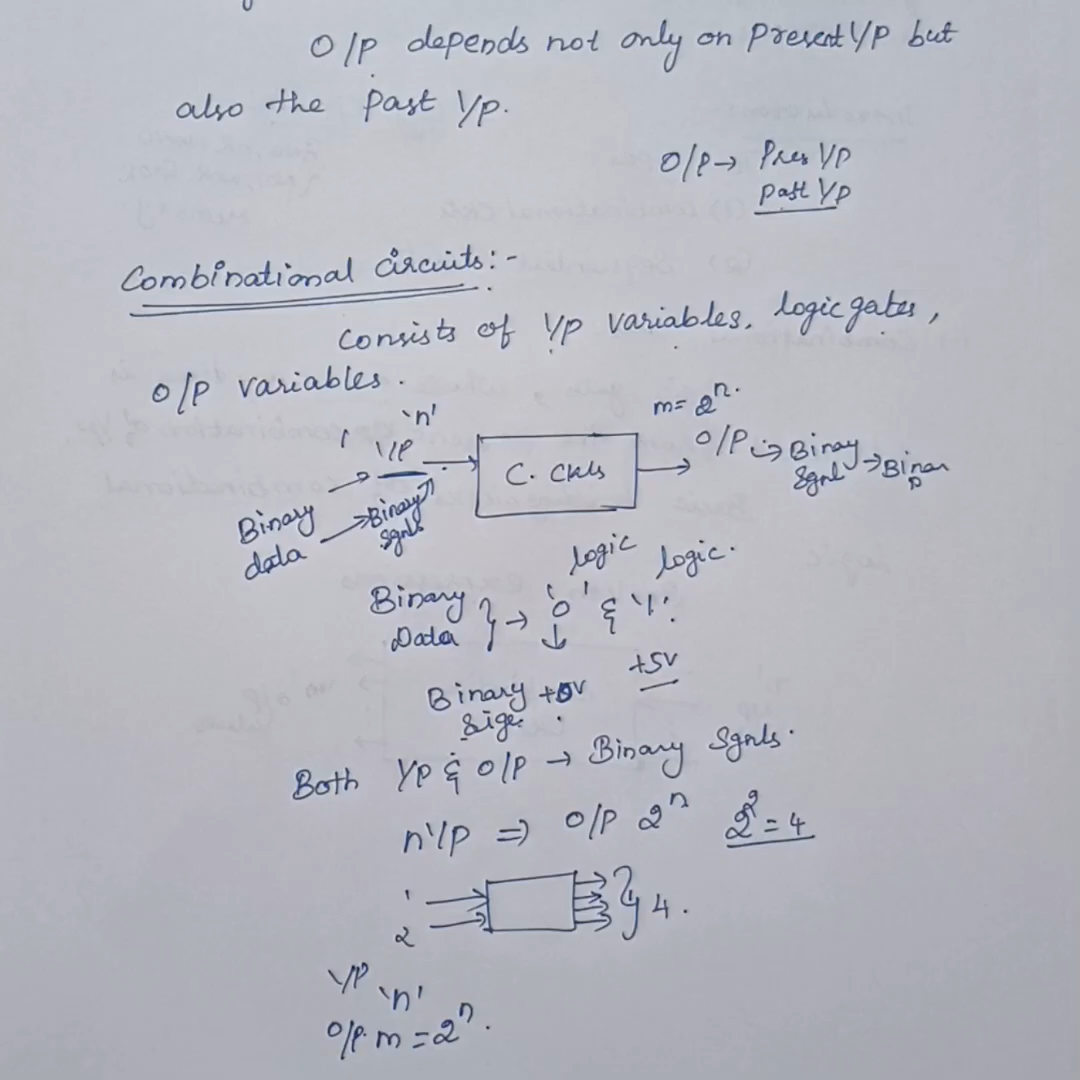 O/P depends not only on Present I/P but
also the Past I/P.
O/P → Pres I/P
Past I/P
Combinational circuits:-
Consists of I/P variables, logic gates,
O/P variables.
'n'
m= 2ⁿ.
I/P
C. Ckts
O/P
Binary Sgnl → Binary
Binary data
Binary Sgnls
logic logic.
Binary Data } → '0' & '1'.
+5V
Binary +0V
Both I/P & O/P → Binary Sgnls.
n I/P ⇒ O/P 2ⁿ 2² = 4
1
2
} 4.
I/P 'n'
O/P. m = 2ⁿ.